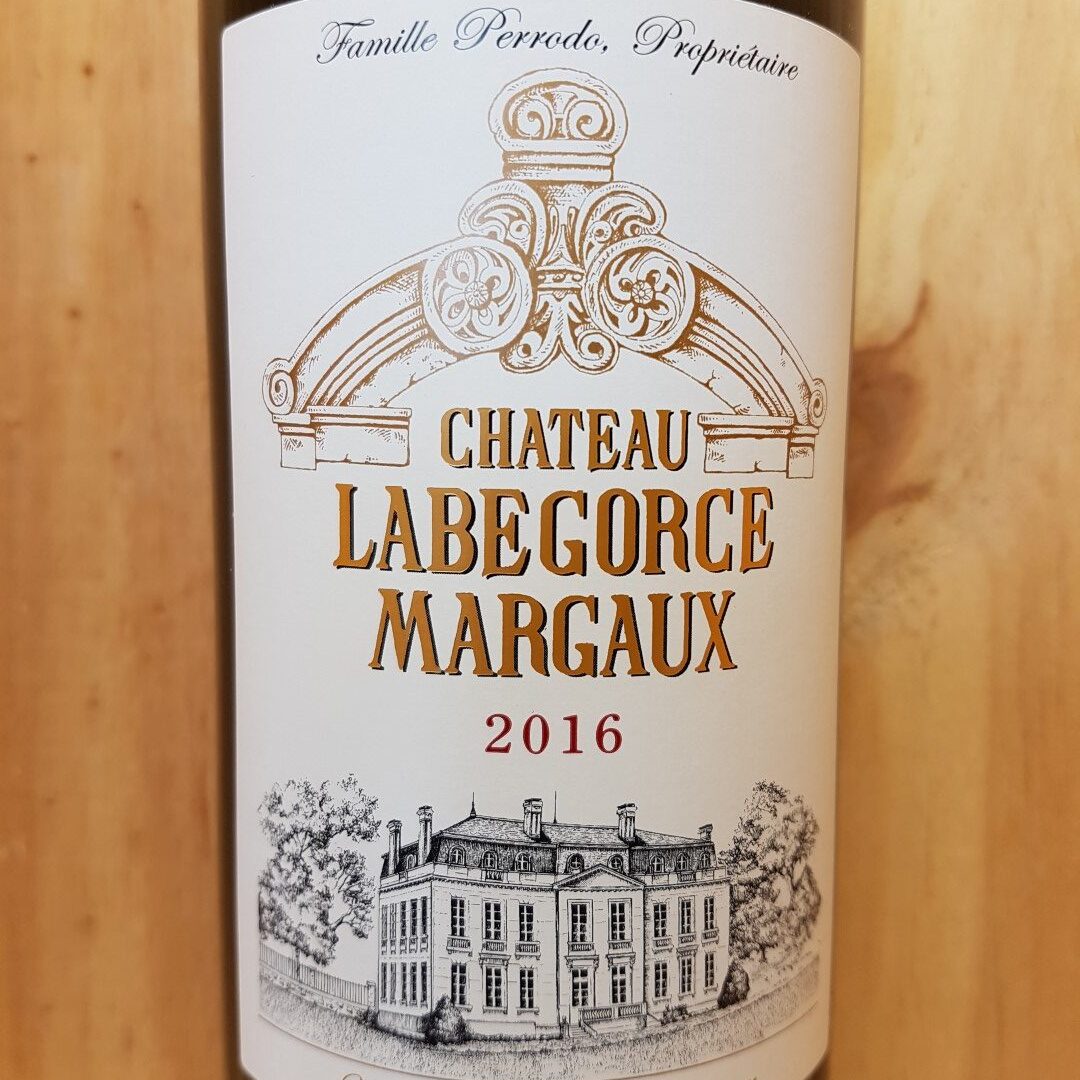 Famille Perrodo, Propriétaire
CHATEAU
LABEGORCE
MARGAUX
2016